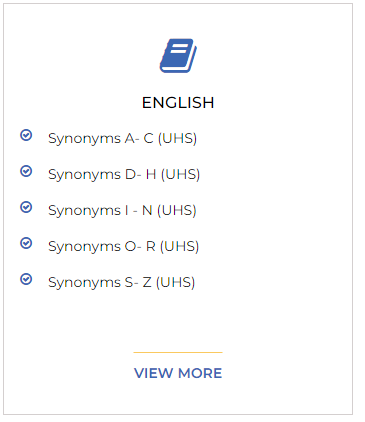 ENGLISH
Synonyms A- C (UHS)
Synonyms D- H (UHS)
Synonyms I - N (UHS)
Synonyms O- R (UHS)
Synonyms S- Z (UHS)
VIEW MORE